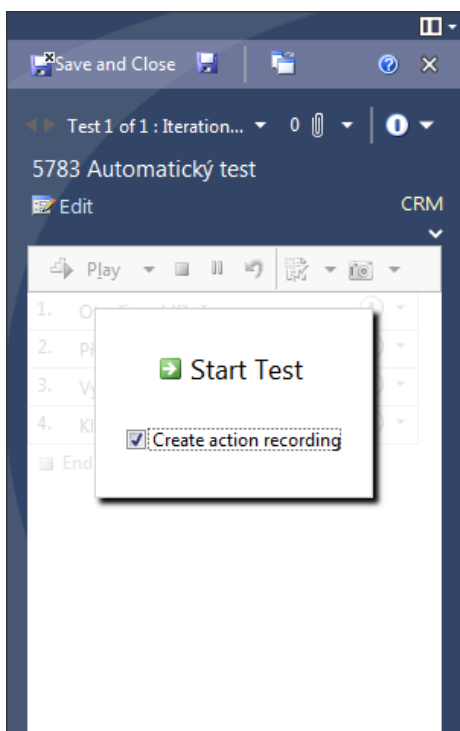 Save and Close
Test 1 of 1 : Iteration... 0
5783 Automatický test
Edit
CRM
Play
1.
2.
3.
4.
Start Test
Create action recording
End